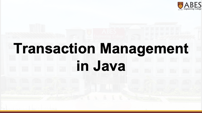 ABES
Transaction Management
in Java